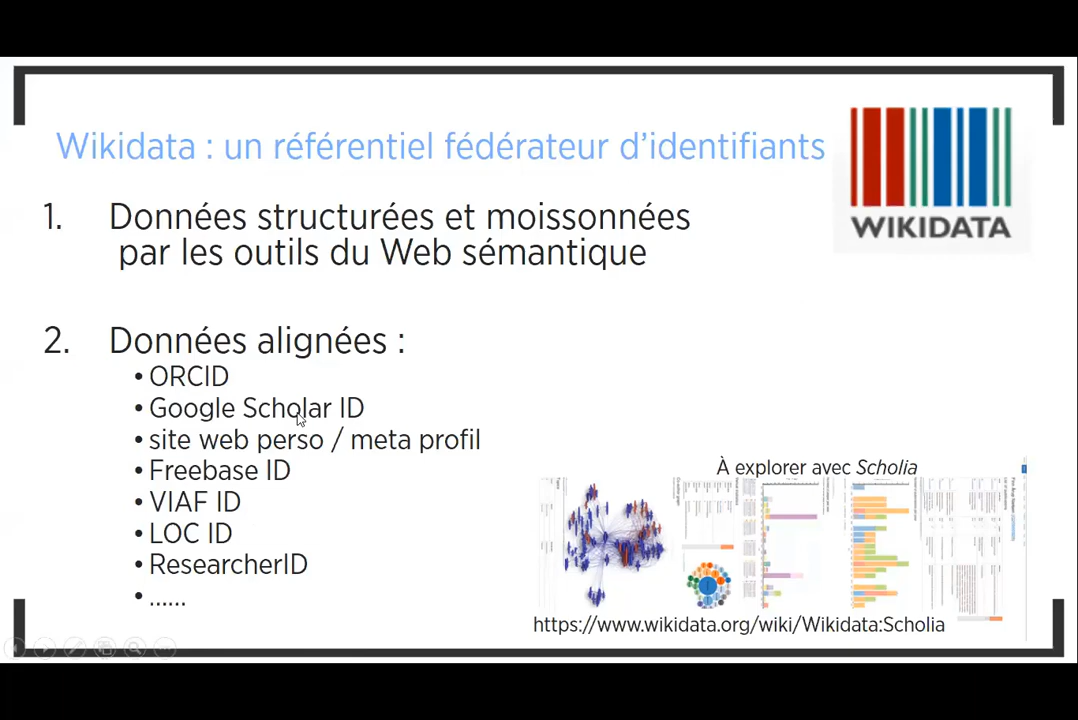 Wikidata : un référentiel fédérateur d'identifiants
WIKIDATA
1. Données structurées et moissonnées
par les outils du Web sémantique
2. Données alignées :
• ORCID
• Google Scholar ID
• site web perso / meta profil
• Freebase ID
• VIAF ID
• LOC ID
• ResearcherID
• ......
À explorer avec Scholia
https://www.wikidata.org/wiki/Wikidata:Scholia